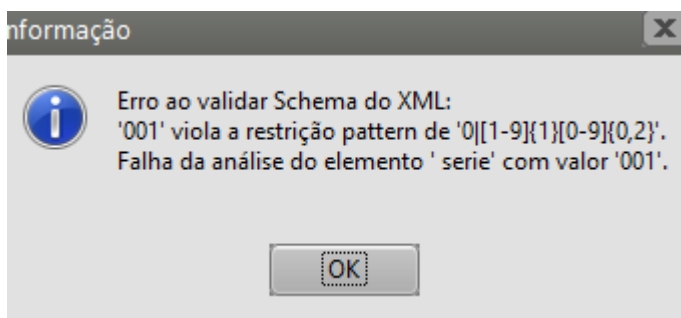 nformação
Erro ao validar Schema do XML:
'001' viola a restrição pattern de '0|[1-9]{1}[0-9]{0,2}'.
Falha da análise do elemento ' serie' com valor '001'.
OK